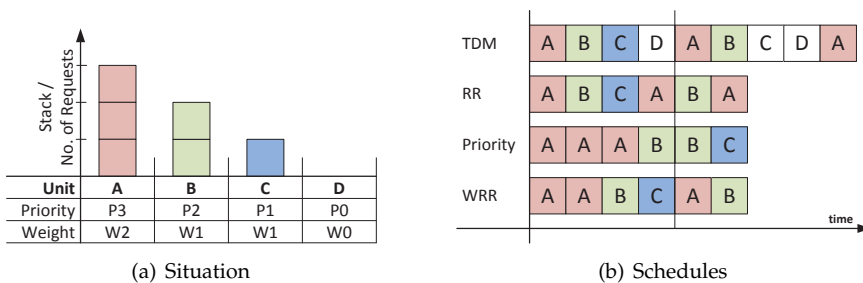 Stack /
No. of Requests
Unit A B C D
Priority P3 P2 P1 P0
Weight W2 W1 W1 W0
(a) Situation
TDM A B C D A B C D A
RR A B C A B A
Priority A A A B B C
WRR A A B C A B
time
(b) Schedules